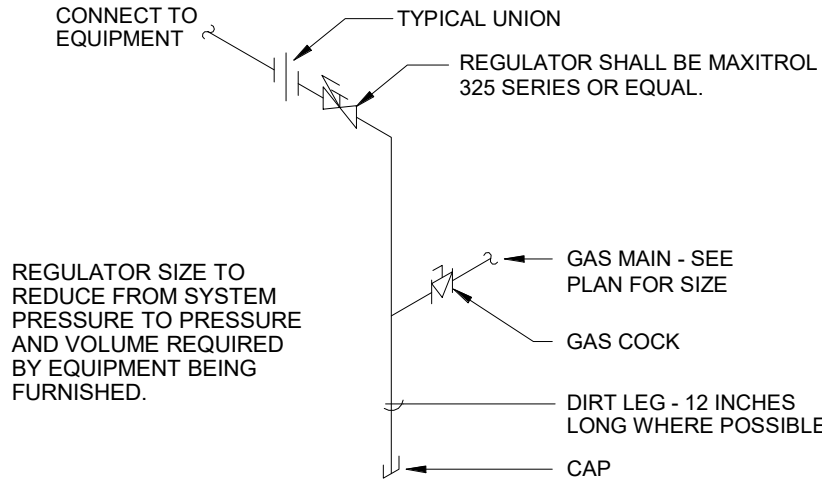 CONNECT TO
EQUIPMENT
TYPICAL UNION
REGULATOR SHALL BE MAXITROL
325 SERIES OR EQUAL.
REGULATOR SIZE TO
REDUCE FROM SYSTEM
PRESSURE TO PRESSURE
AND VOLUME REQUIRED
BY EQUIPMENT BEING
FURNISHED.
GAS MAIN - SEE
PLAN FOR SIZE
GAS COCK
DIRT LEG - 12 INCHES
LONG WHERE POSSIBLE
CAP